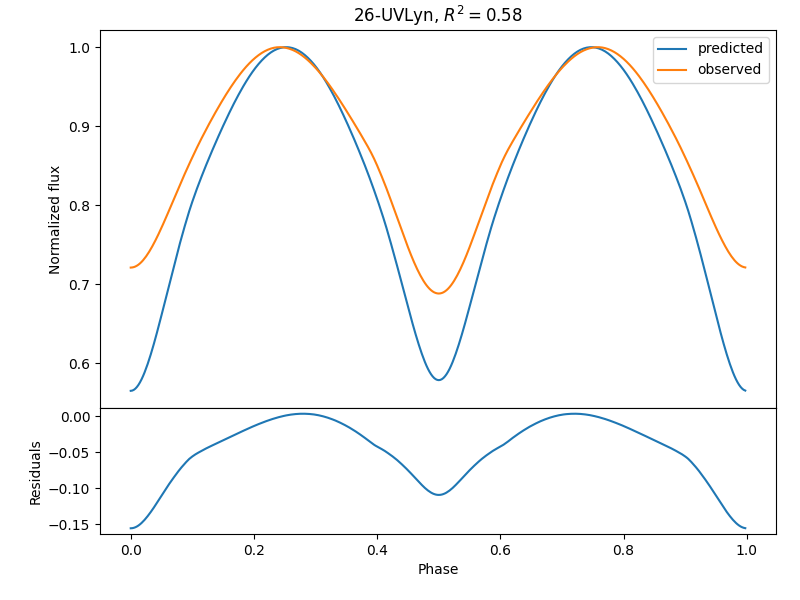 26-UVLyn, R² = 0.58
predicted
observed
Normalized flux
1.0
0.9
0.8
0.7
0.6
Residuals
0.00
−0.05
−0.10
−0.15
0.0 0.2 0.4 0.6 0.8 1.0
Phase